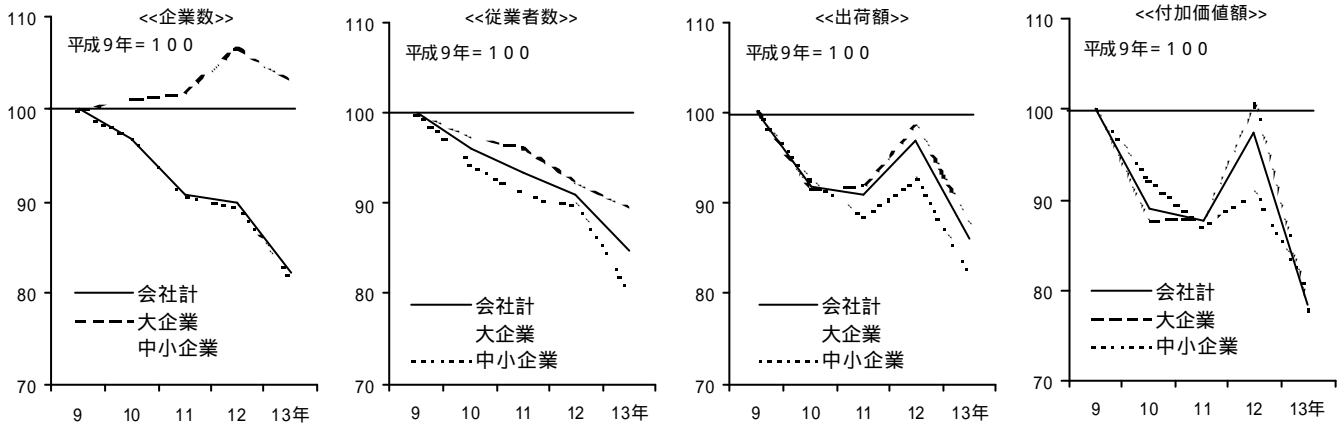 <<企業数>>
平成9年=100
110
100
90
80
70
会社計
大企業
中小企業
9 10 11 12 13年
<<従業者数>>
平成9年=100
110
100
90
80
70
会社計
大企業
中小企業
9 10 11 12 13年
<<出荷額>>
平成9年=100
110
100
90
80
70
会社計
大企業
中小企業
9 10 11 12 13年
<<付加価値額>>
平成9年=100
110
100
90
80
70
会社計
大企業
中小企業
9 10 11 12 13年